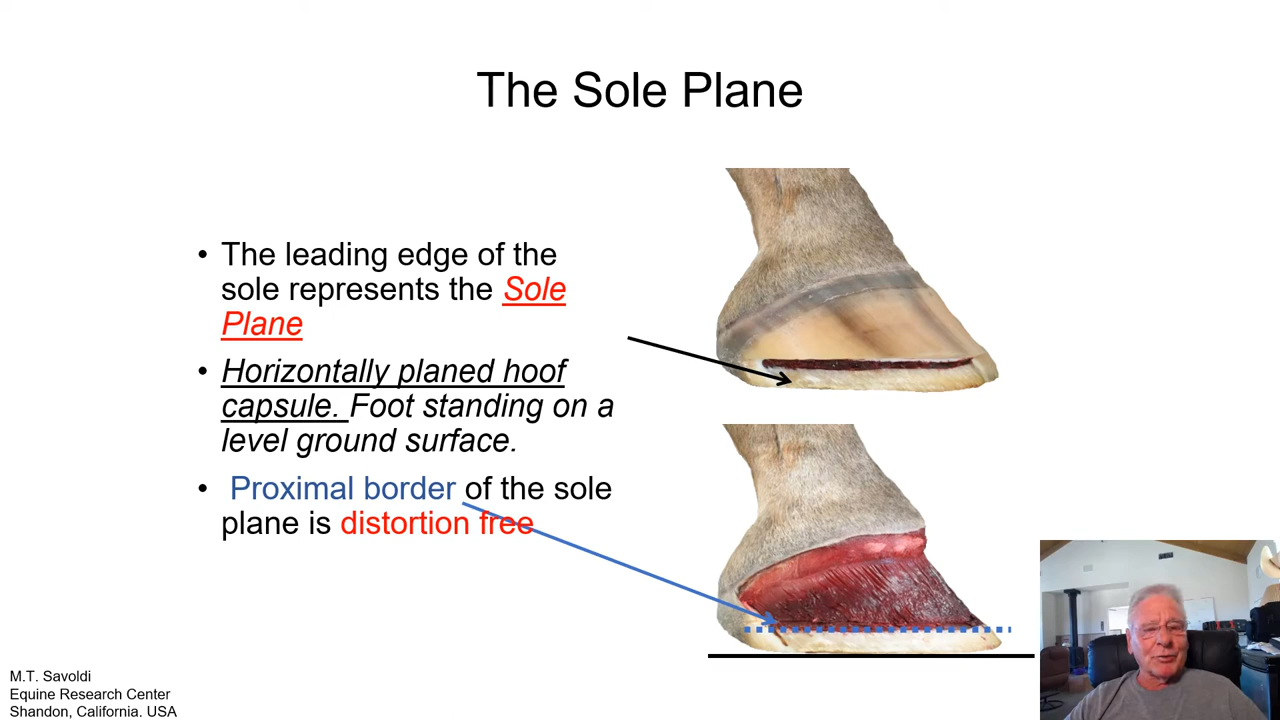 The Sole Plane
• The leading edge of the
sole represents the Sole
Plane
• Horizontally planed hoof
capsule. Foot standing on a
level ground surface.
• Proximal border of the sole
plane is distortion free
M.T. Savoldi
Equine Research Center
Shandon, California. USA